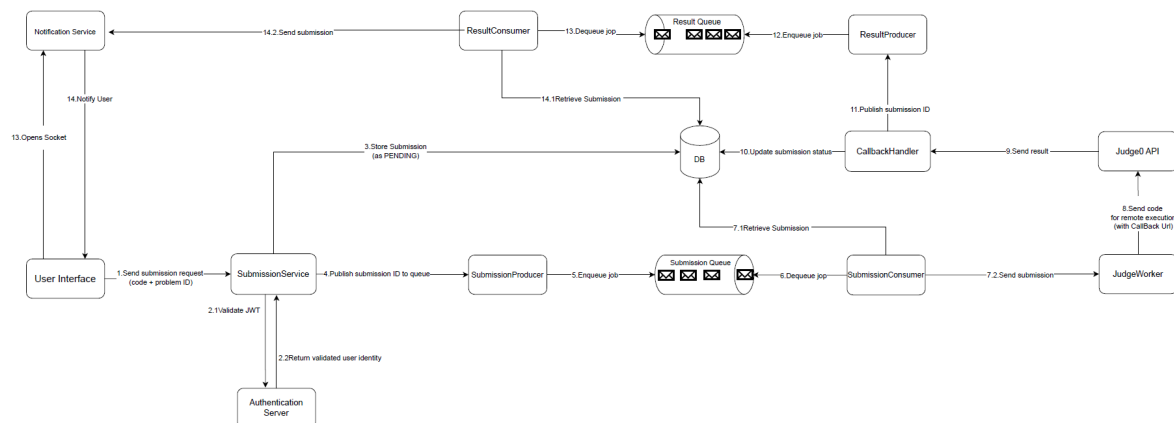 Result Queue
Notification Service
14.2.Send submission
ResultConsumer
13.Dequeue jop
12.Enqueue job
ResultProducer
14.Notify User
14.1Retrieve Submission
11.Publish submission ID
13.Opens Socket
3.Store Submission
(as PENDING)
DB
10.Update submission status
CallbackHandler
9.Send result
Judge0 API
8.Send code
for remote execution
(with CallBack Url)
7.1Retrieve Submission
User Interface
1.Send submission request
(code + problem ID)
SubmissionService
4.Publish submission ID to queue
SubmissionProducer
5.Enqueue job
Submission Queue
6.Dequeue jop
SubmissionConsumer
7.2.Send submission
JudgeWorker
2.1Validate JWT
2.2Return validated user identity
Authentication
Server